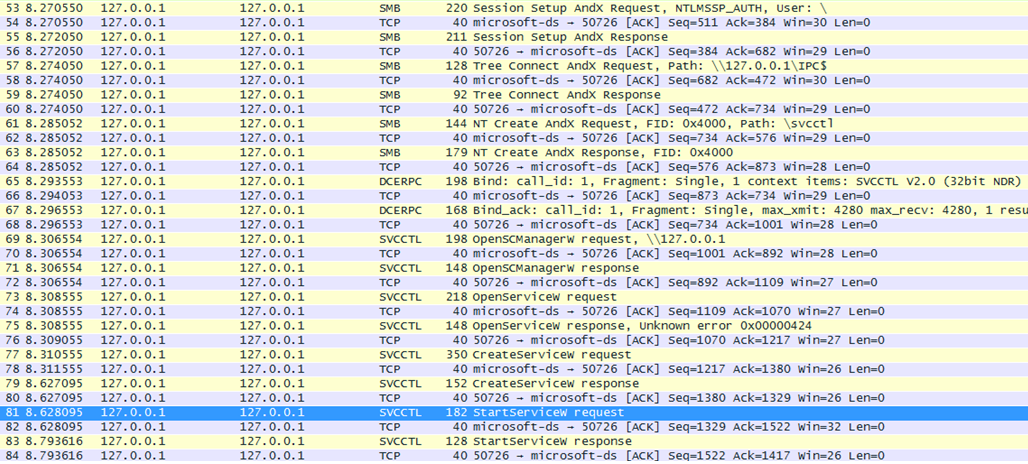 53 8.270550 127.0.0.1 127.0.0.1 SMB 220 Session Setup AndX Request, NTLMSSP_AUTH, User: \
54 8.270550 127.0.0.1 127.0.0.1 TCP 40 microsoft-ds → 50726 [ACK] Seq=511 Ack=384 Win=30 Len=0
55 8.272050 127.0.0.1 127.0.0.1 SMB 211 Session Setup AndX Response
56 8.272050 127.0.0.1 127.0.0.1 TCP 40 50726 → microsoft-ds [ACK] Seq=384 Ack=682 Win=29 Len=0
57 8.274050 127.0.0.1 127.0.0.1 SMB 128 Tree Connect AndX Request, Path: \\127.0.0.1\IPC$
58 8.274050 127.0.0.1 127.0.0.1 TCP 40 microsoft-ds → 50726 [ACK] Seq=682 Ack=472 Win=30 Len=0
59 8.274050 127.0.0.1 127.0.0.1 SMB 92 Tree Connect AndX Response
60 8.274050 127.0.0.1 127.0.0.1 TCP 40 50726 → microsoft-ds [ACK] Seq=472 Ack=734 Win=29 Len=0
61 8.285052 127.0.0.1 127.0.0.1 SMB 144 NT Create AndX Request, FID: 0x4000, Path: \svcctl
62 8.285052 127.0.0.1 127.0.0.1 TCP 40 microsoft-ds → 50726 [ACK] Seq=734 Ack=576 Win=29 Len=0
63 8.285052 127.0.0.1 127.0.0.1 SMB 179 NT Create AndX Response, FID: 0x4000
64 8.285052 127.0.0.1 127.0.0.1 TCP 40 50726 → microsoft-ds [ACK] Seq=576 Ack=873 Win=28 Len=0
65 8.293553 127.0.0.1 127.0.0.1 DCERPC 198 Bind: call_id: 1, Fragment: Single, 1 context items: SVCCTL V2.0 (32bit NDR)
66 8.294053 127.0.0.1 127.0.0.1 TCP 40 microsoft-ds → 50726 [ACK] Seq=873 Ack=734 Win=29 Len=0
67 8.296553 127.0.0.1 127.0.0.1 DCERPC 168 Bind_ack: call_id: 1, Fragment: Single, max_xmit: 4280 max_recv: 4280, 1 resu
68 8.296553 127.0.0.1 127.0.0.1 TCP 40 50726 → microsoft-ds [ACK] Seq=734 Ack=1001 Win=28 Len=0
69 8.306554 127.0.0.1 127.0.0.1 SVCCTL 198 OpenSCManagerW request, \\127.0.0.1
70 8.306554 127.0.0.1 127.0.0.1 TCP 40 microsoft-ds → 50726 [ACK] Seq=1001 Ack=892 Win=28 Len=0
71 8.306554 127.0.0.1 127.0.0.1 SVCCTL 148 OpenSCManagerW response
72 8.306554 127.0.0.1 127.0.0.1 TCP 40 50726 → microsoft-ds [ACK] Seq=892 Ack=1109 Win=27 Len=0
73 8.308555 127.0.0.1 127.0.0.1 SVCCTL 218 OpenServiceW request
74 8.308555 127.0.0.1 127.0.0.1 TCP 40 microsoft-ds → 50726 [ACK] Seq=1109 Ack=1070 Win=27 Len=0
75 8.308555 127.0.0.1 127.0.0.1 SVCCTL 148 OpenServiceW response, Unknown error 0x00000424
76 8.309055 127.0.0.1 127.0.0.1 TCP 40 50726 → microsoft-ds [ACK] Seq=1070 Ack=1217 Win=27 Len=0
77 8.310555 127.0.0.1 127.0.0.1 SVCCTL 350 CreateServiceW request
78 8.311555 127.0.0.1 127.0.0.1 TCP 40 microsoft-ds → 50726 [ACK] Seq=1217 Ack=1380 Win=26 Len=0
79 8.627095 127.0.0.1 127.0.0.1 SVCCTL 152 CreateServiceW response
80 8.627095 127.0.0.1 127.0.0.1 TCP 40 50726 → microsoft-ds [ACK] Seq=1380 Ack=1329 Win=26 Len=0
81 8.628095 127.0.0.1 127.0.0.1 SVCCTL 182 StartServiceW request
82 8.628095 127.0.0.1 127.0.0.1 TCP 40 microsoft-ds → 50726 [ACK] Seq=1329 Ack=1522 Win=32 Len=0
83 8.793616 127.0.0.1 127.0.0.1 SVCCTL 128 StartServiceW response
84 8.793616 127.0.0.1 127.0.0.1 TCP 40 50726 → microsoft-ds [ACK] Seq=1522 Ack=1417 Win=26 Len=0